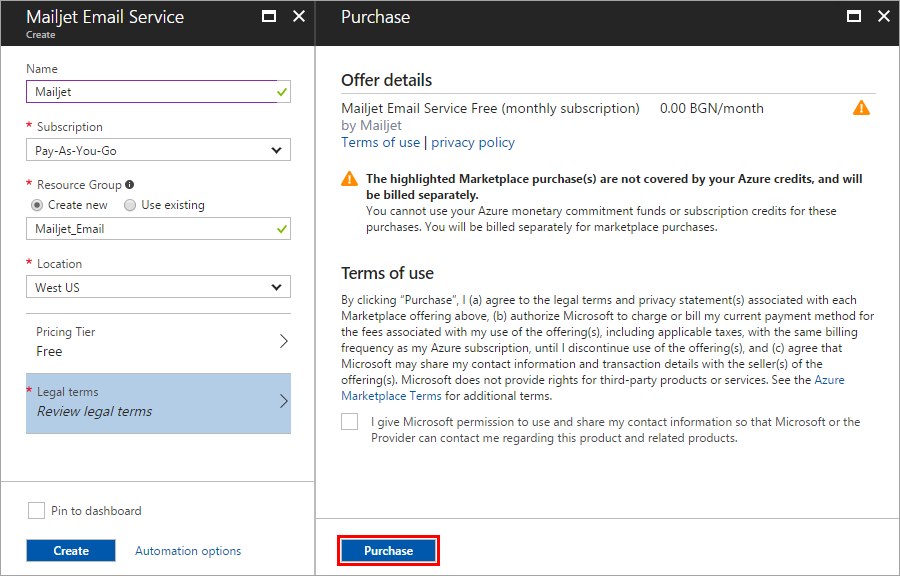 Mailjet Email Service
Create
Name
Mailjet
* Subscription
Pay-As-You-Go
* Resource Group
Create new Use existing
Mailjet_Email
* Location
West US
Pricing Tier
Free
* Legal terms
Review legal terms
Pin to dashboard
Create Automation options
Purchase
Offer details
Mailjet Email Service Free (monthly subscription) 0.00 BGN/month
by Mailjet
Terms of use | privacy policy
The highlighted Marketplace purchase(s) are not covered by your Azure credits, and will
be billed separately.
You cannot use your Azure monetary commitment funds or subscription credits for these
purchases. You will be billed separately for marketplace purchases.
Terms of use
By clicking “Purchase”, I (a) agree to the legal terms and privacy statement(s) associated with each
Marketplace offering above, (b) authorize Microsoft to charge or bill my current payment method for
the fees associated with my use of the offering(s), including applicable taxes, with the same billing
frequency as my Azure subscription, until I discontinue use of the offering(s), and (c) agree that
Microsoft may share my contact information and transaction details with the seller(s) of the
offering(s). Microsoft does not provide rights for third-party products or services. See the Azure
Marketplace Terms for additional terms.
I give Microsoft permission to use and share my contact information so that Microsoft or the
Provider can contact me regarding this product and related products.
Purchase